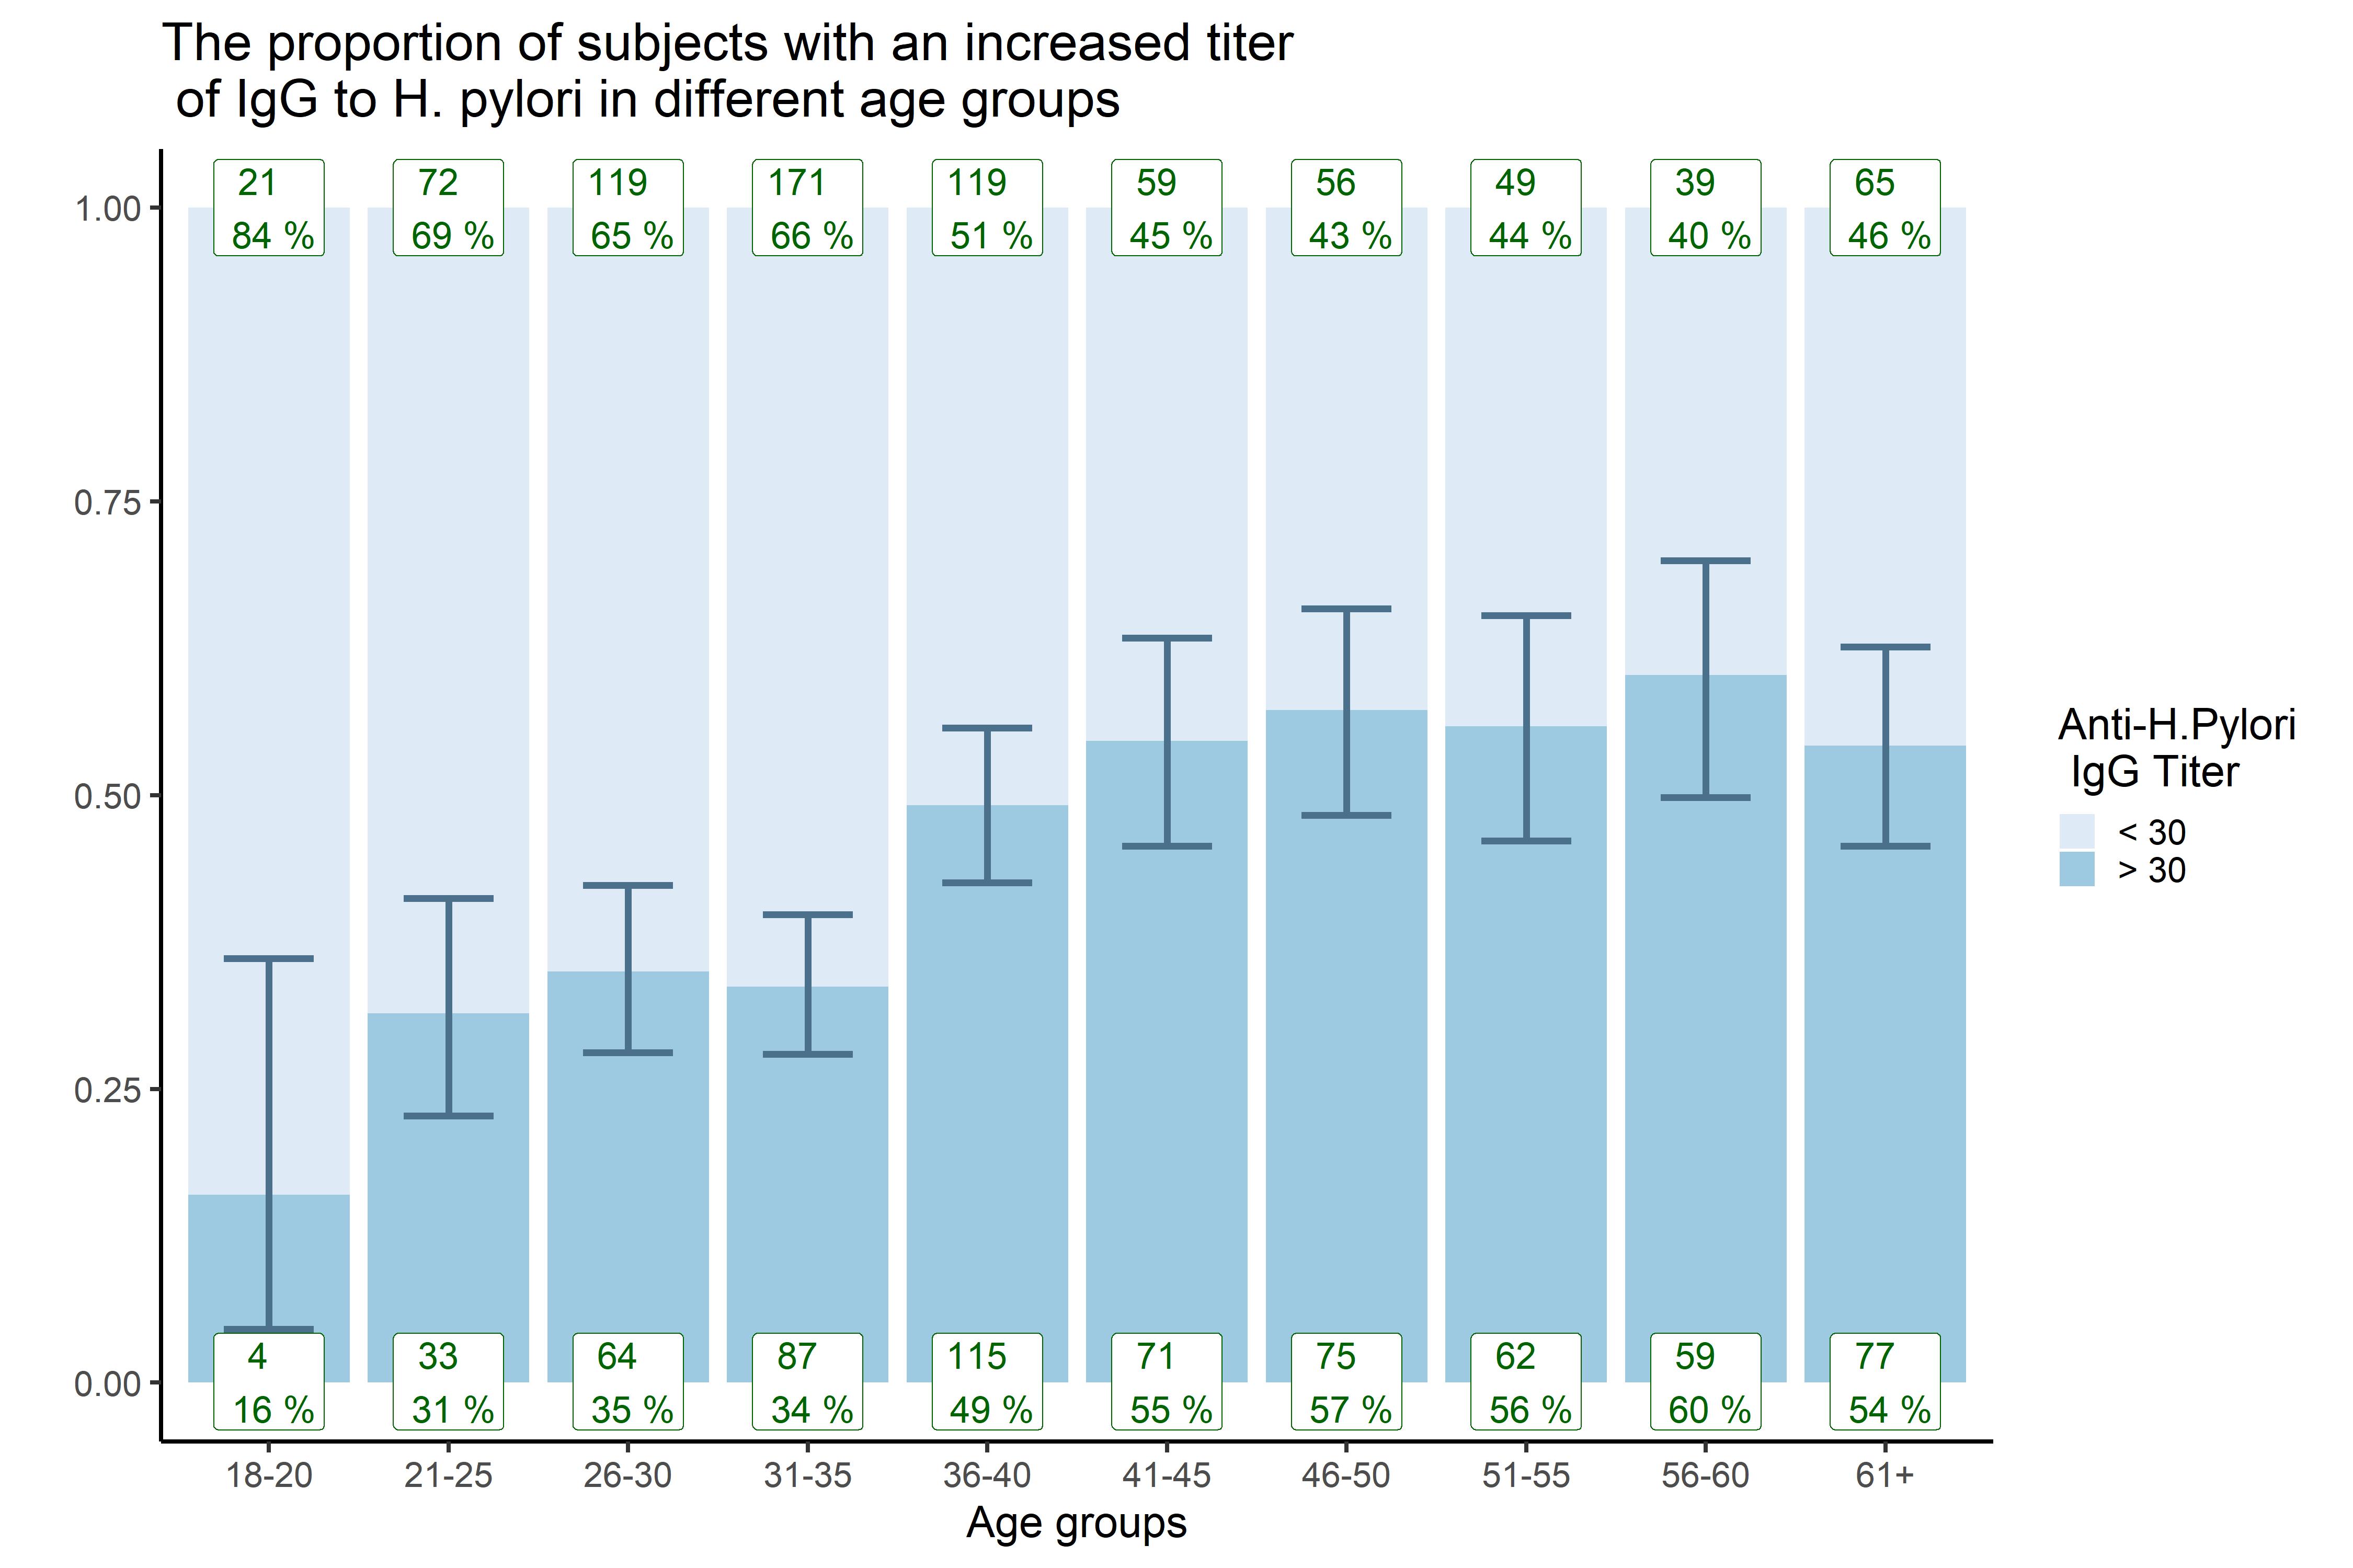 The proportion of subjects with an increased titer
of IgG to H. pylori in different age groups
21 72 119 171 119 59 56 49 39 65
84 % 69 % 65 % 66 % 51 % 45 % 43 % 44 % 40 % 46 %
1.00
0.75
0.50
0.25
0.00
Anti-H.Pylori
IgG Titer
< 30
> 30
4 33 64 87 115 71 75 62 59 77
16 % 31 % 35 % 34 % 49 % 55 % 57 % 56 % 60 % 54 %
18-20 21-25 26-30 31-35 36-40 41-45 46-50 51-55 56-60 61+
Age groups